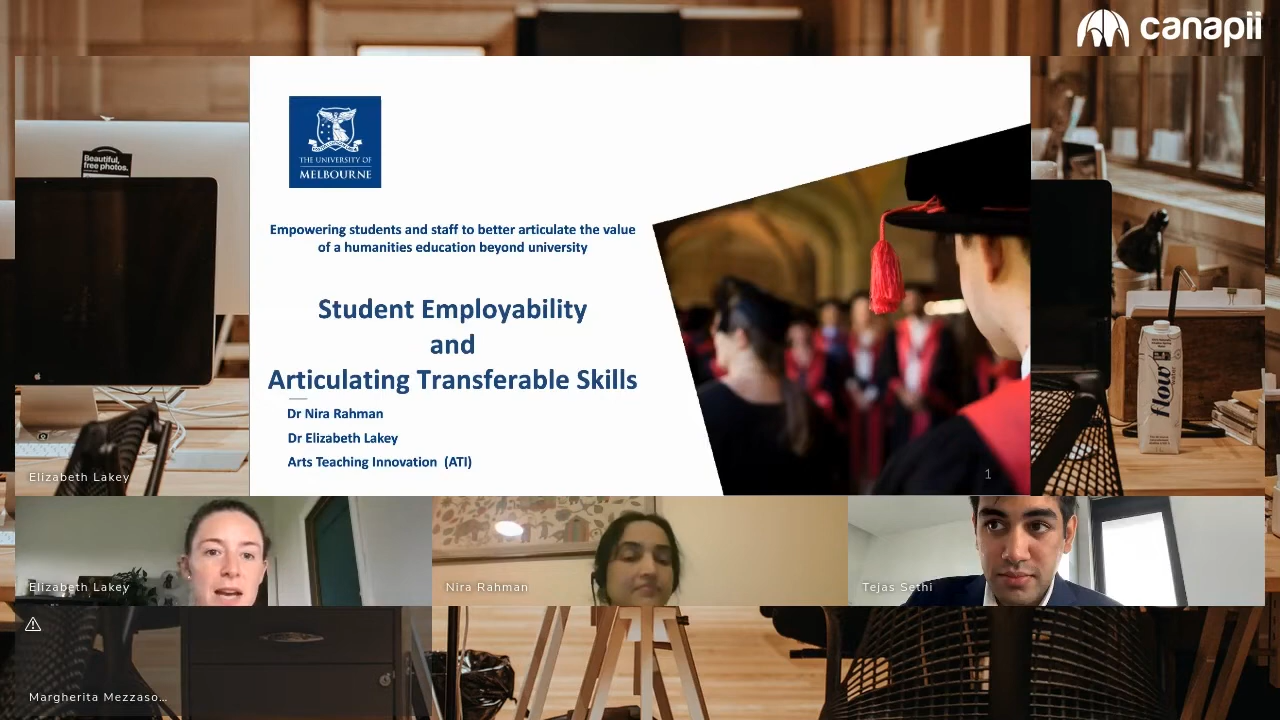 canapii
Beautiful,
free photos.
THE UNIVERSITY OF
MELBOURNE
Empowering students and staff to better articulate the value
of a humanities education beyond university
Student Employability
and
Articulating Transferable Skills
Dr Nira Rahman
Dr Elizabeth Lakey
Arts Teaching Innovation (ATI)
1
flow
Elizabeth Lakey
Elizabeth Lakey
Nira Rahman
Tejas Sethi
Margherita Mezzaso...